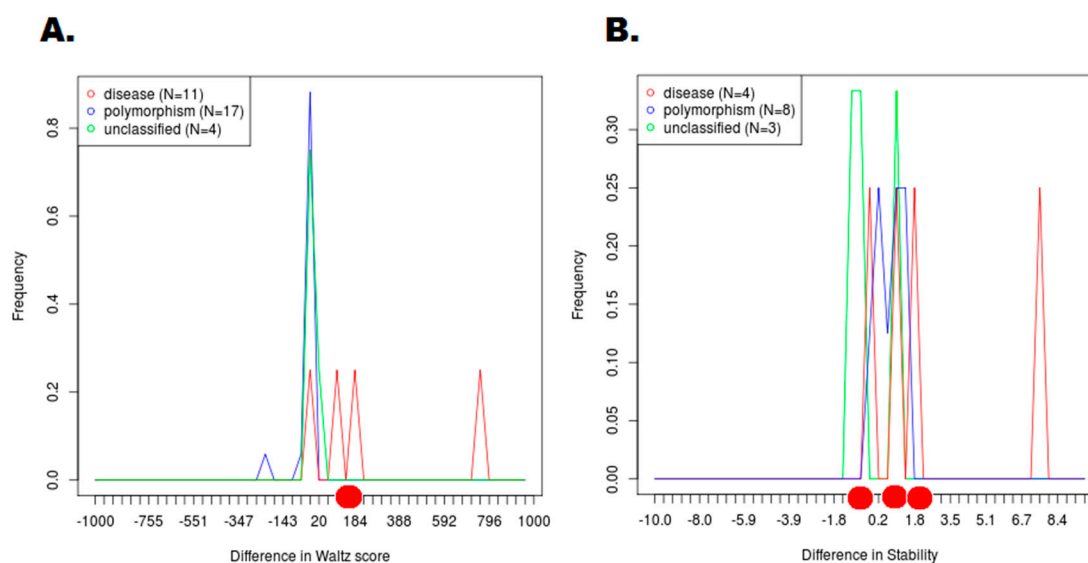 A.
disease (N=11)
polymorphism (N=17)
unclassified (N=4)
Frequency
0.8
0.6
0.4
0.2
0.0
-1000 -755 -551 -347 -143 20 184 388 592 796 1000
Difference in Waltz score
B.
disease (N=4)
polymorphism (N=8)
unclassified (N=3)
Frequency
0.30
0.25
0.20
0.15
0.10
0.05
0.00
-10.0 -8.0 -5.9 -3.9 -1.8 0.2 1.8 3.5 5.1 6.7 8.4
Difference in Stability